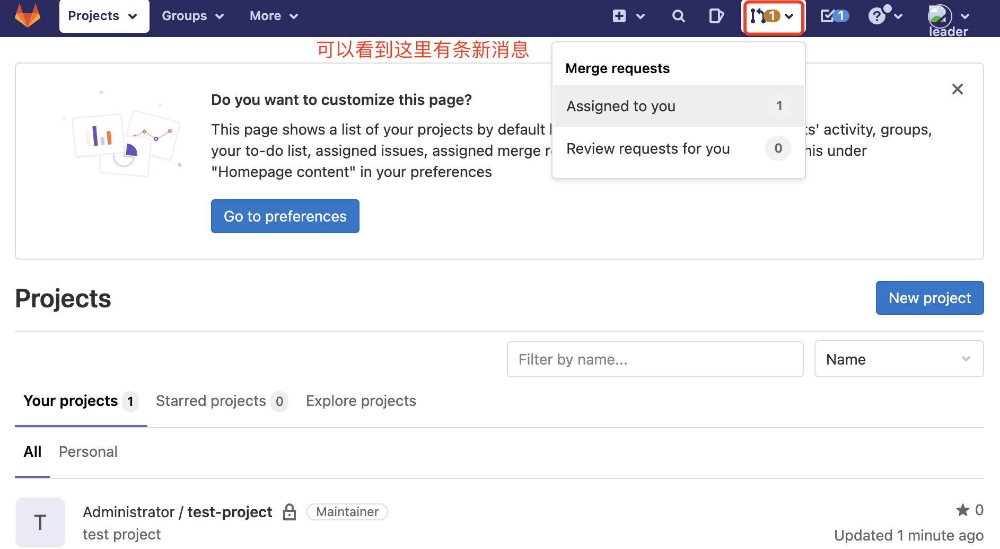 Projects Groups More 1 1 leader
可以看到这里有条新消息
Merge requests
Assigned to you 1
Review requests for you 0
Do you want to customize this page?
This page shows a list of your projects by default ts' activity, groups,
your to-do list, assigned issues, assigned merge his under
"Homepage content" in your preferences
Go to preferences
Projects
New project
Filter by name...
Name
Your projects 1 Starred projects 0 Explore projects
All Personal
T
Administrator / test-project Maintainer
0
test project
Updated 1 minute ago